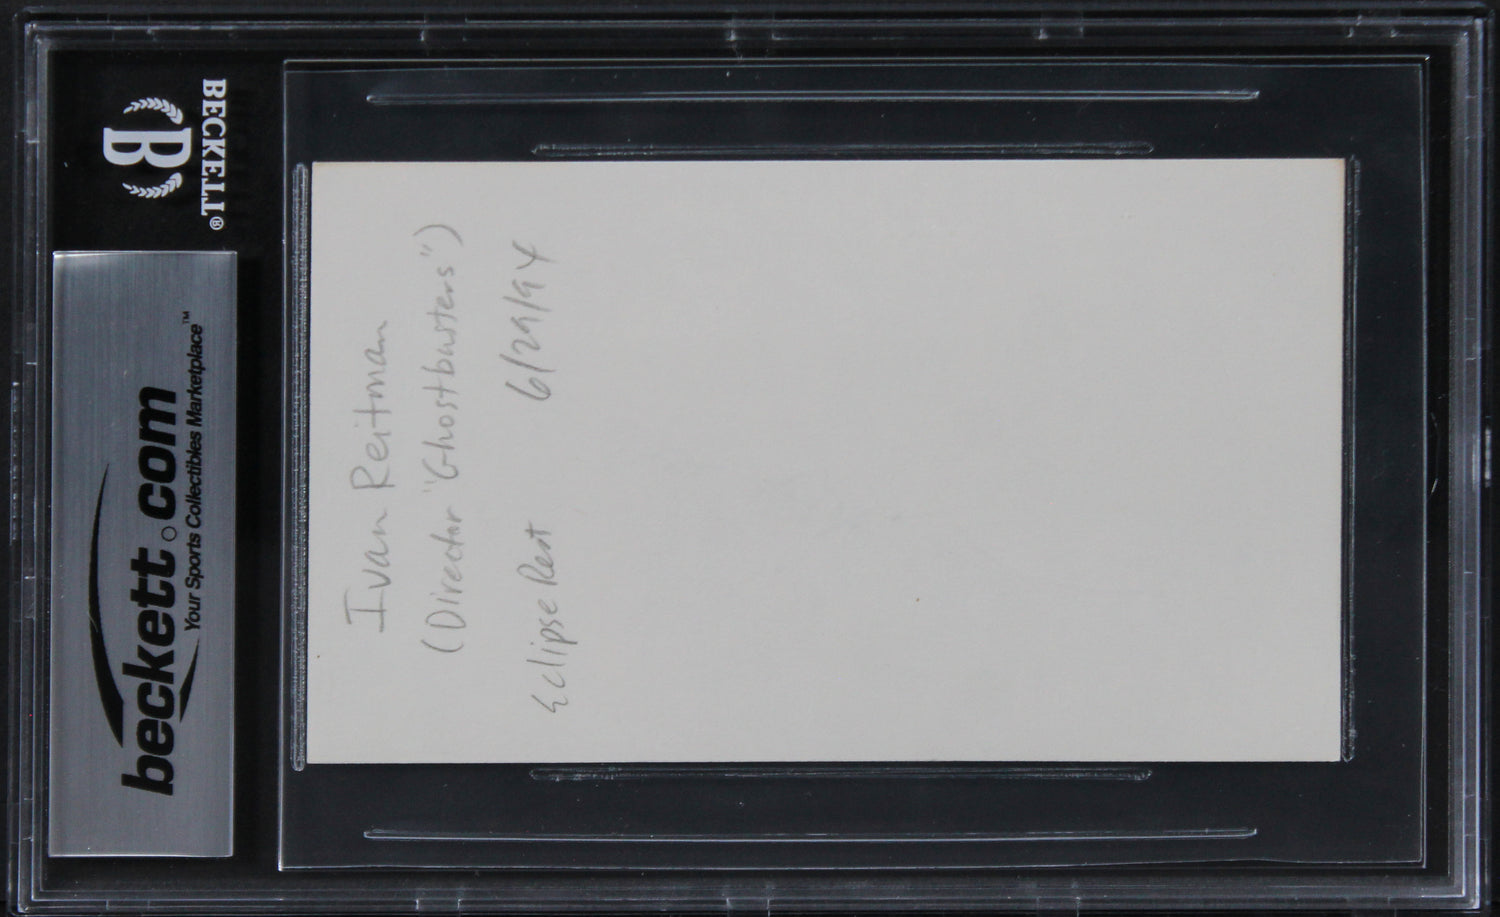 BECKETT®
B
beckett.com
Your Sports Collectibles Marketplace™
Ivan Reitman
(Director "Ghostbusters")
Eclipse Rest 6/29/94